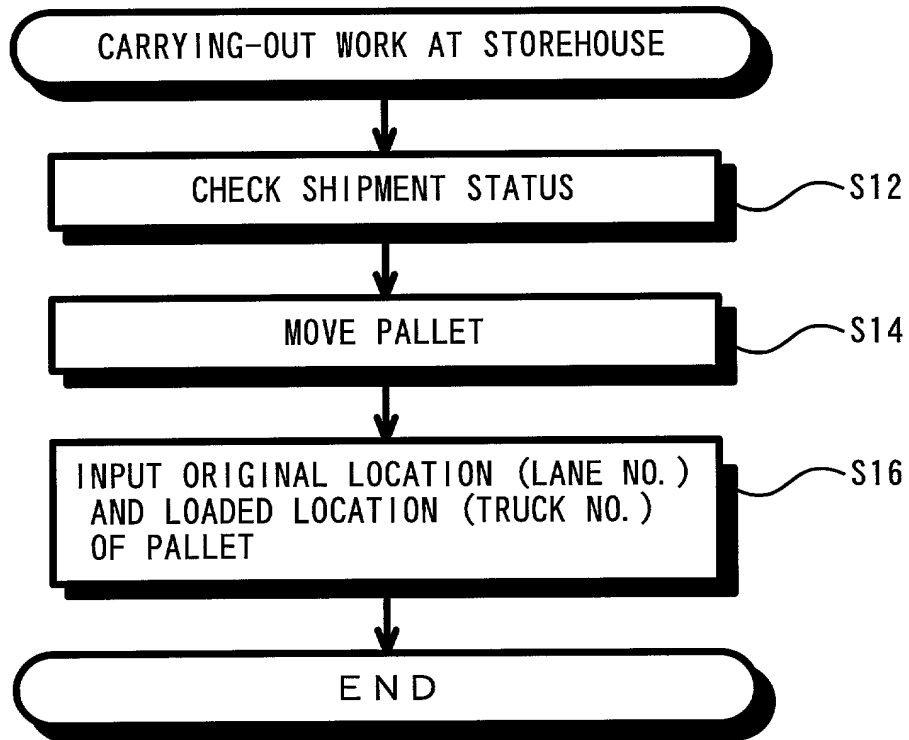 CARRYING-OUT WORK AT STOREHOUSE
CHECK SHIPMENT STATUS
S12
MOVE PALLET
S14
INPUT ORIGINAL LOCATION (LANE NO.)
AND LOADED LOCATION (TRUCK NO.)
OF PALLET
S16
END